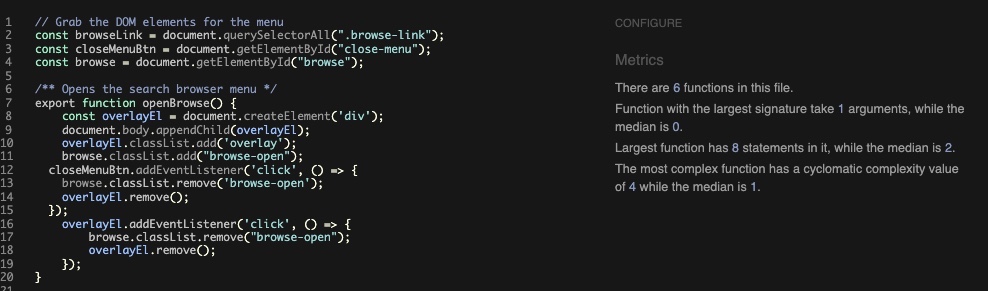 1 // Grab the DOM elements for the menu
2 const browseLink = document.querySelectorAll(".browse-link");
3 const closeMenuBtn = document.getElementById("close-menu");
4 const browse = document.getElementById("browse");
5
6 /** Opens the search browser menu */
7 export function openBrowse() {
8     const overlayEl = document.createElement('div');
9     document.body.appendChild(overlayEl);
10     overlayEl.classList.add('overlay');
11     browse.classList.add("browse-open");
12   closeMenuBtn.addEventListener('click', () => {
13     browse.classList.remove('browse-open');
14     overlayEl.remove();
15   });
16     overlayEl.addEventListener('click', () => {
17         browse.classList.remove("browse-open");
18         overlayEl.remove();
19     });
20 }
21
CONFIGURE
Metrics
There are 6 functions in this file.
Function with the largest signature take 1 arguments, while the
median is 0.
Largest function has 8 statements in it, while the median is 2.
The most complex function has a cyclomatic complexity value
of 4 while the median is 1.